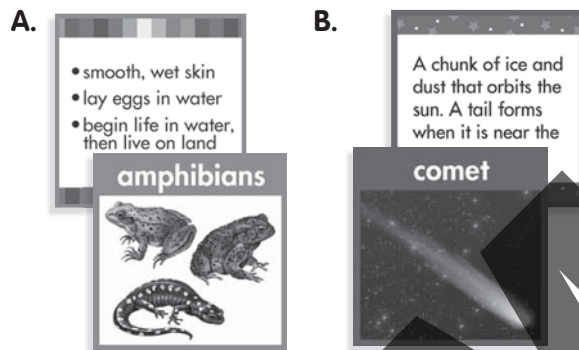 A.
• smooth, wet skin
• lay eggs in water
• begin life in water,
then live on land
amphibians
B.
A chunk of ice and
dust that orbits the
sun. A tail forms
when it is near the
comet